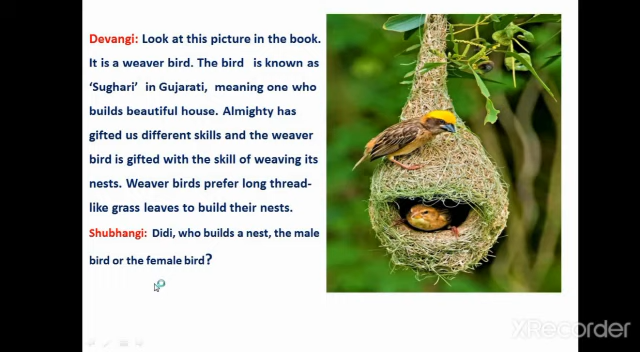 Devangi: Look at this picture in the book.
It is a weaver bird. The bird is known as
‘Sughari’ in Gujarati, meaning one who
builds beautiful house. Almighty has
gifted us different skills and the weaver
bird is gifted with the skill of weaving its
nests. Weaver birds prefer long thread-
like grass leaves to build their nests.
Shubhangi: Didi, who builds a nest, the male
bird or the female bird?
XRecorder